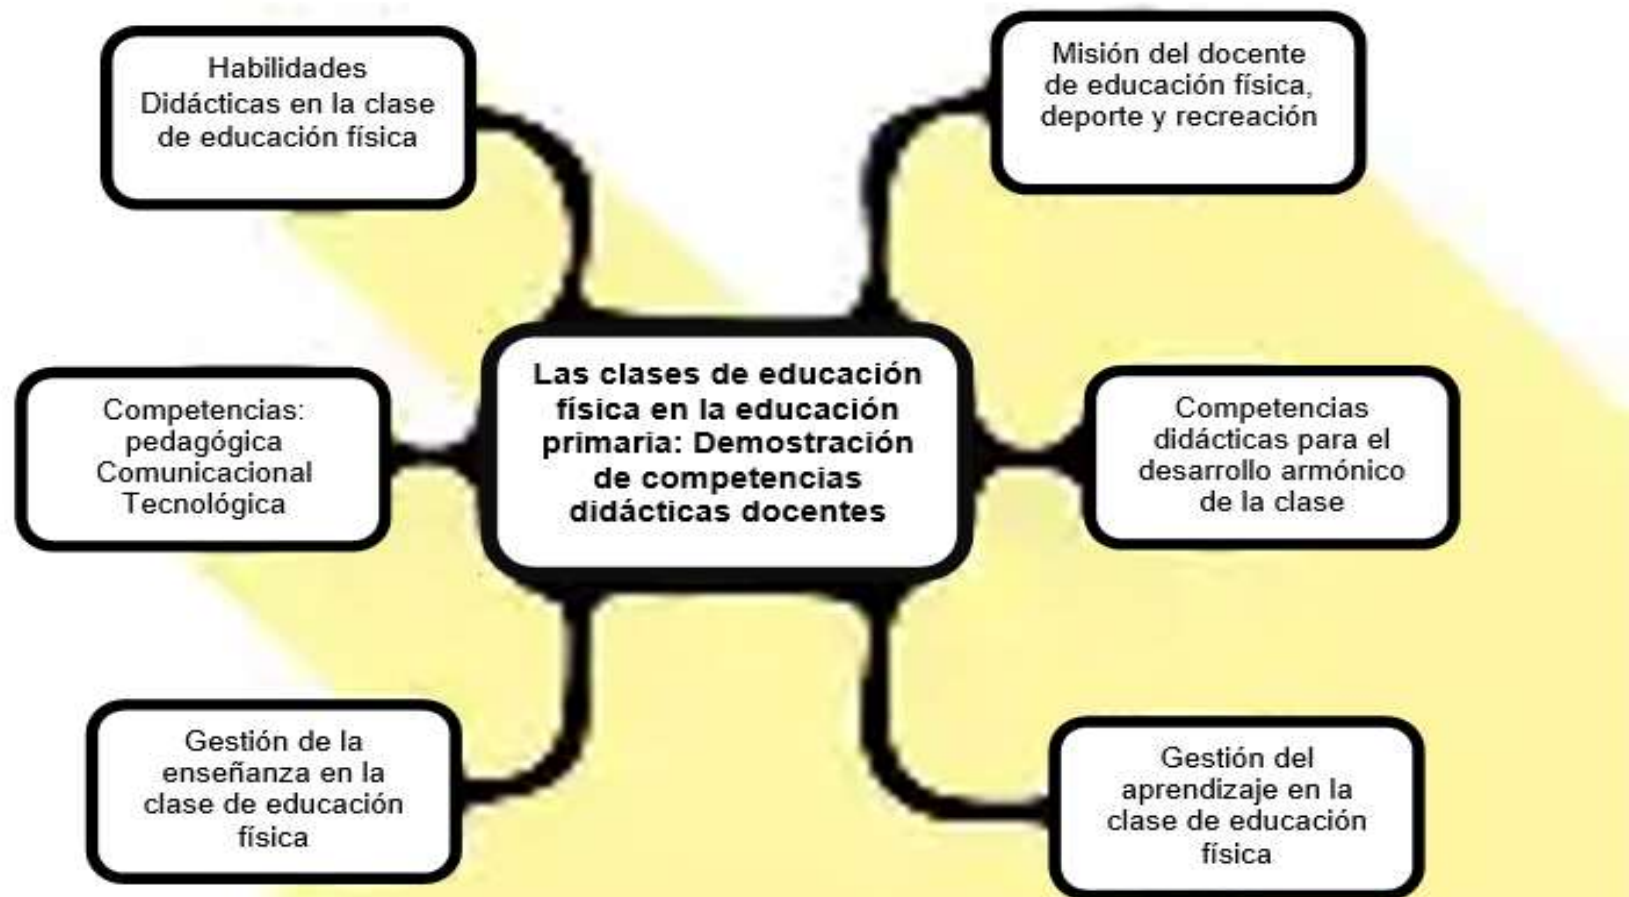 Habilidades
Didácticas en la clase
de educación física
Misión del docente
de educación física,
deporte y recreación
Competencias:
pedagógica
Comunicacional
Tecnológica
Las clases de educación
física en la educación
primaria: Demostración
de competencias
didácticas docentes
Competencias
didácticas para el
desarrollo armónico
de la clase
Gestión de la
enseñanza en la
clase de educación
física
Gestión del
aprendizaje en la
clase de educación
física